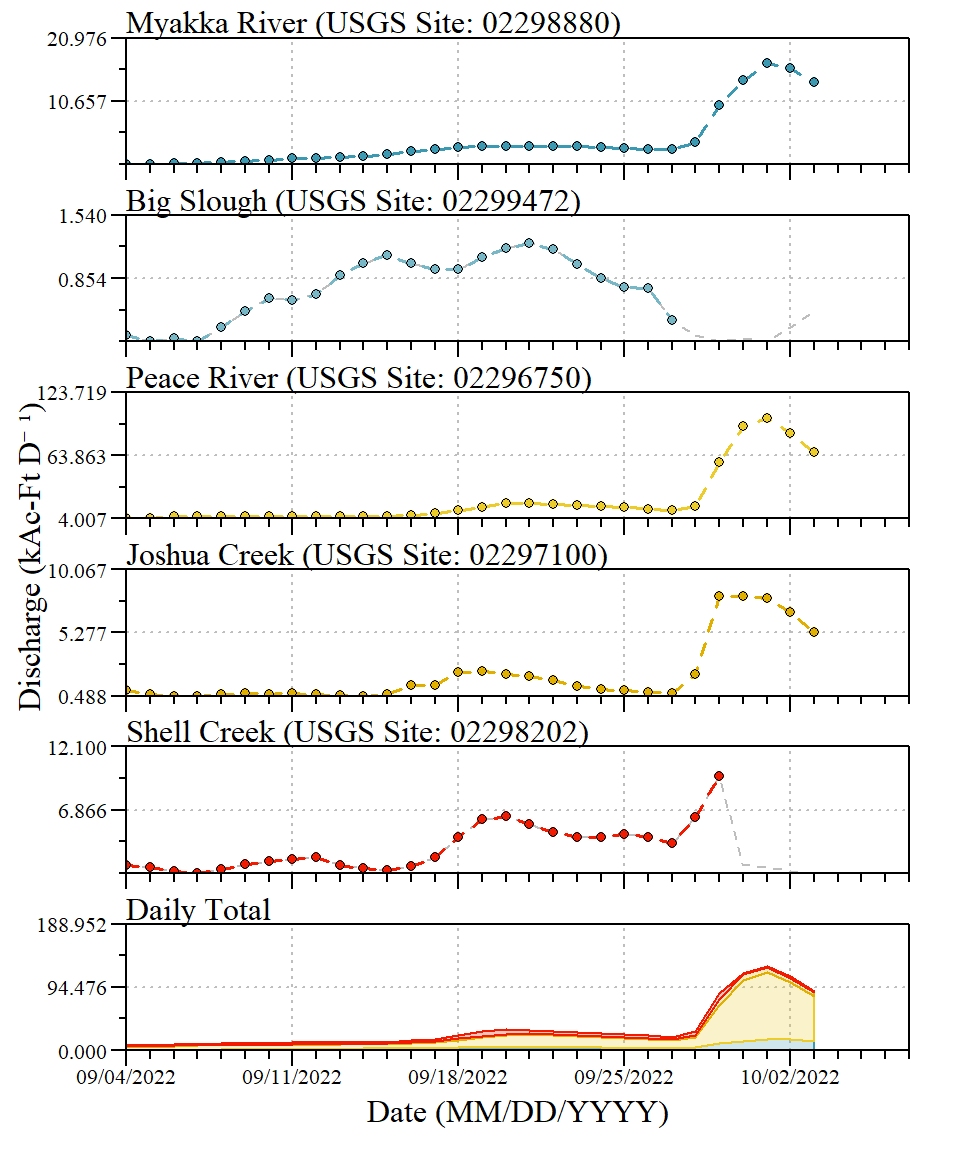 Myakka River (USGS Site: 02298880)
20.976
10.657
Big Slough (USGS Site: 02299472)
1.540
0.854
Peace River (USGS Site: 02296750)
123.719
63.863
4.007
Discharge (kAc-Ft D⁻¹)
Joshua Creek (USGS Site: 02297100)
10.067
5.277
0.488
Shell Creek (USGS Site: 02298202)
12.100
6.866
Daily Total
188.952
94.476
0.000
09/04/2022 09/11/2022 09/18/2022 09/25/2022 10/02/2022
Date (MM/DD/YYYY)